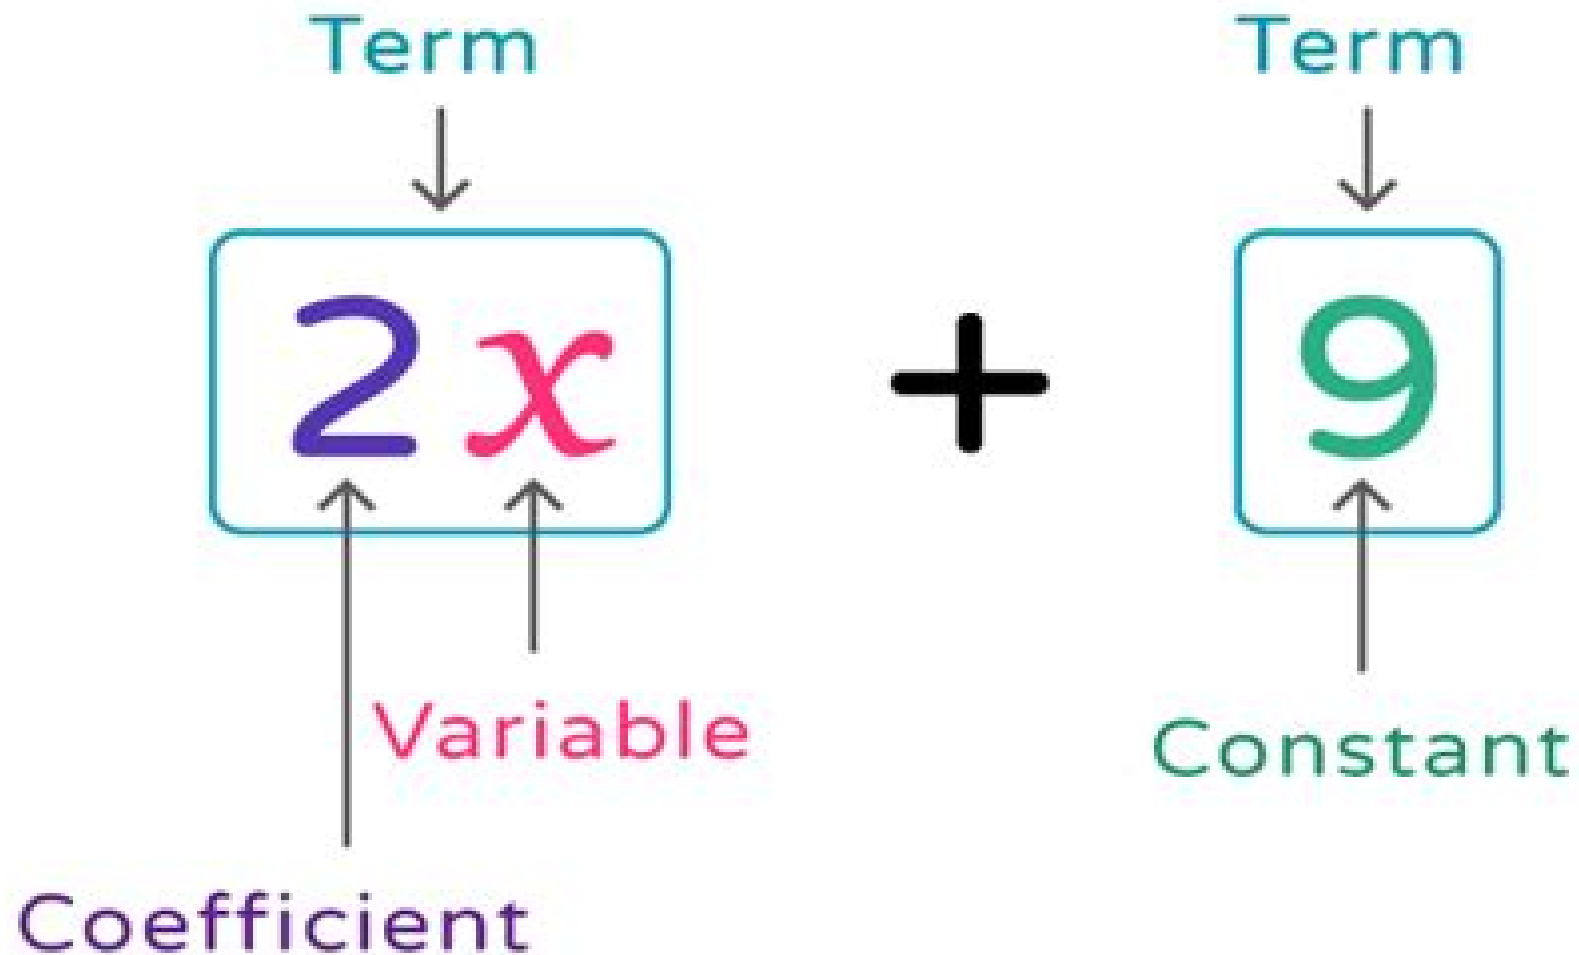 Term Term
2x + 9
Variable
Constant
Coefficient